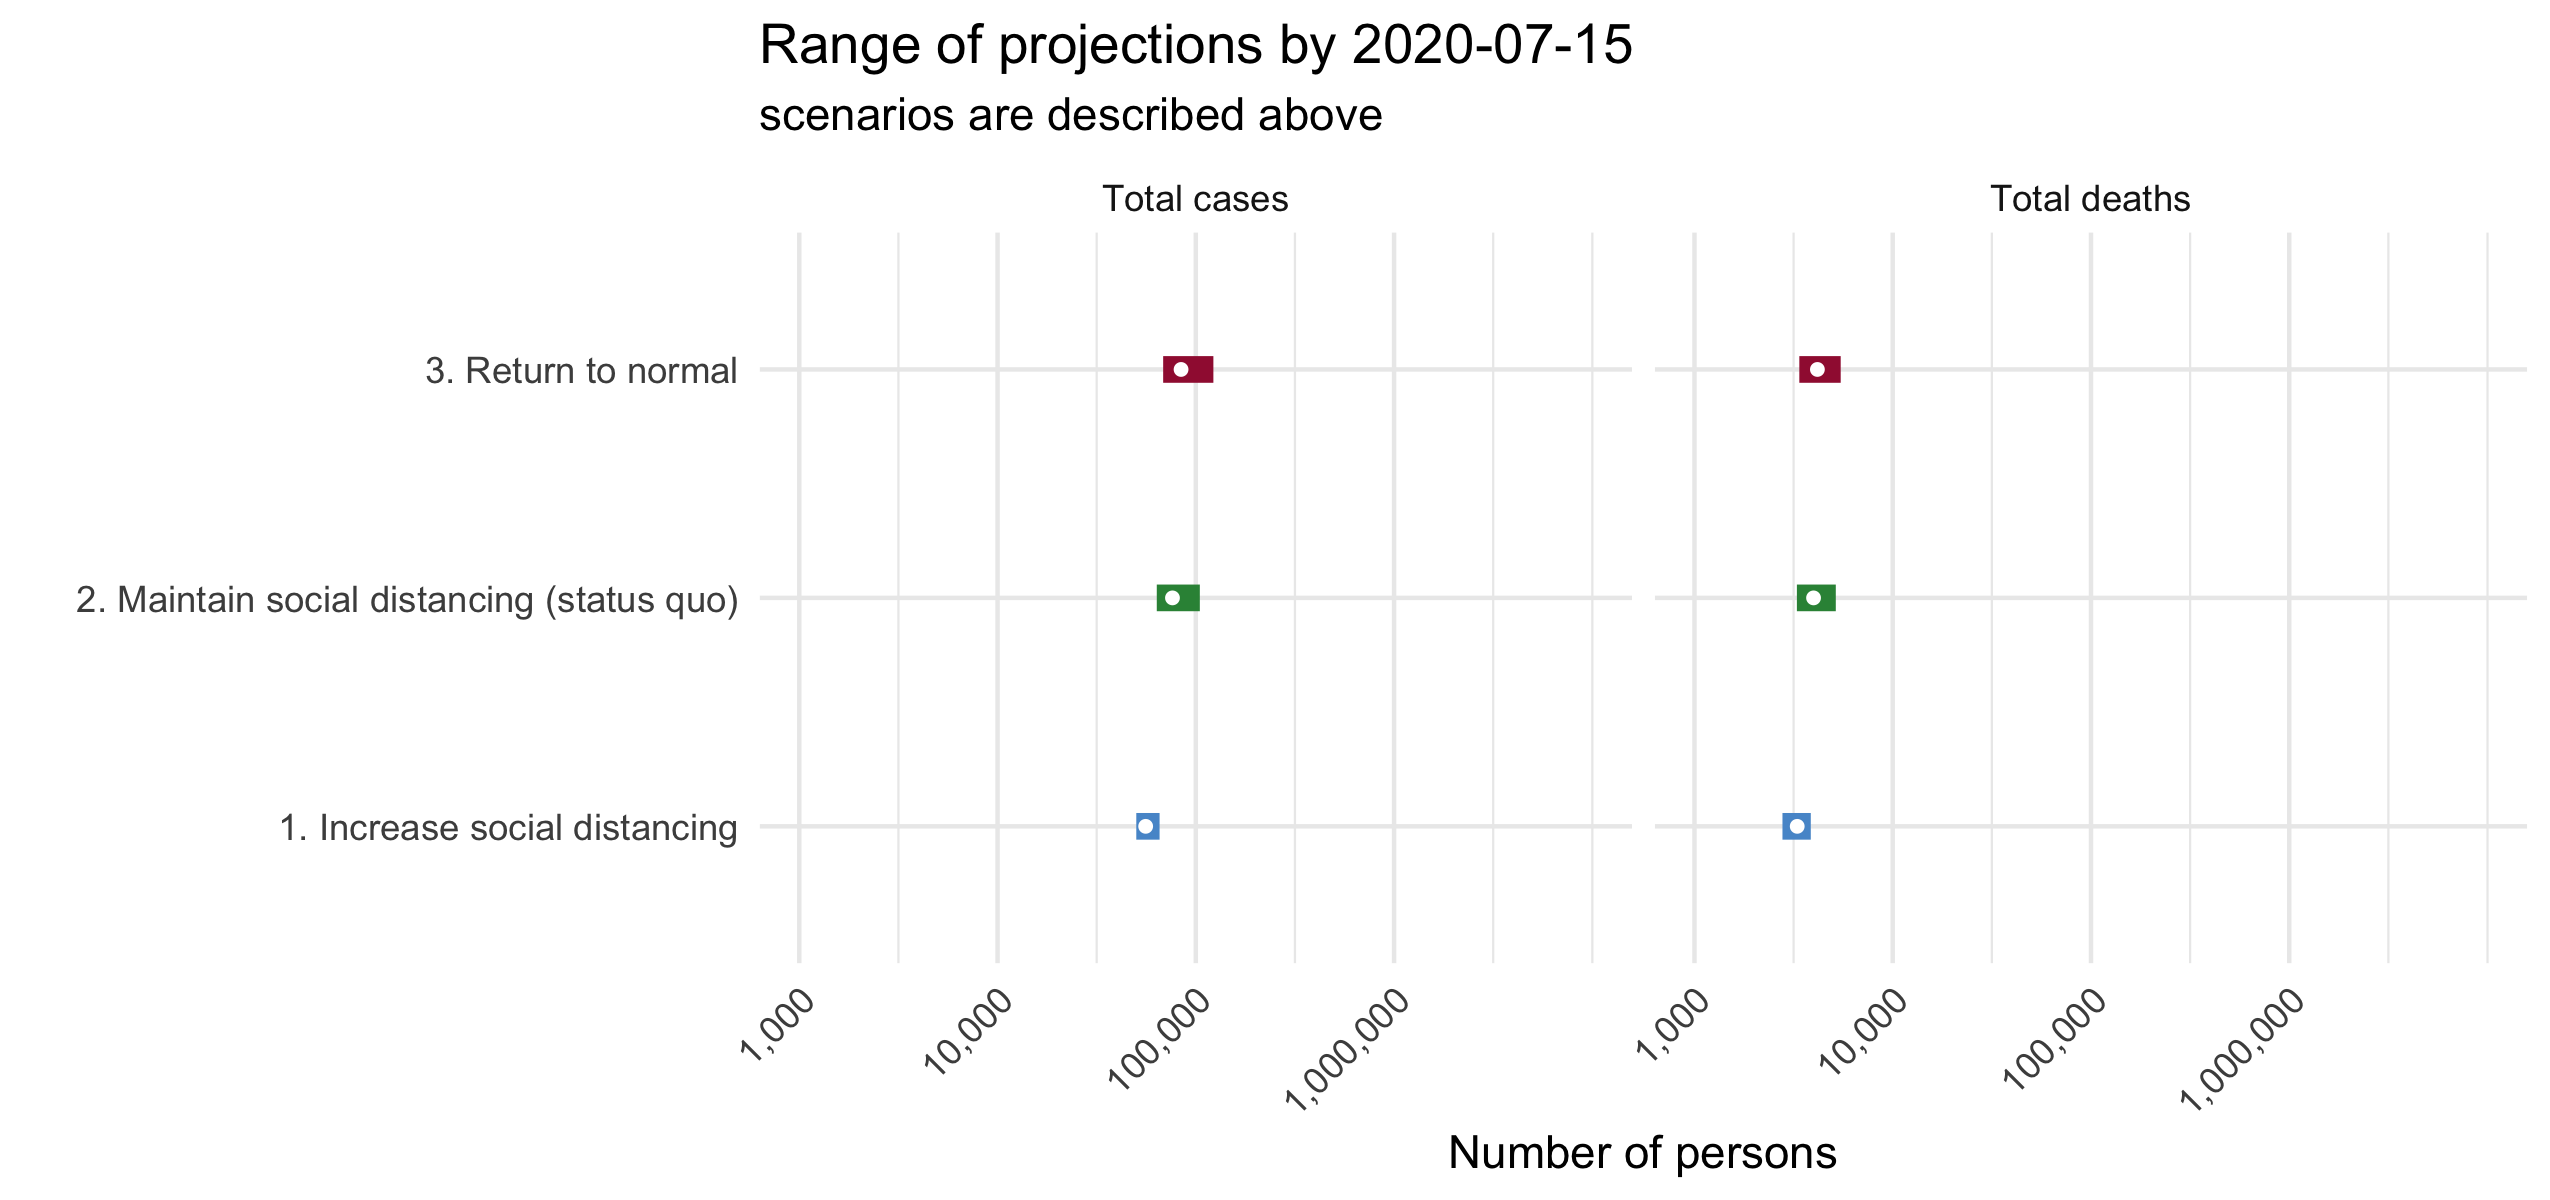 Range of projections by 2020-07-15
scenarios are described above
Total cases
Total deaths
3. Return to normal
2. Maintain social distancing (status quo)
1. Increase social distancing
1,000
10,000
100,000
1,000,000
1,000
10,000
100,000
1,000,000
Number of persons